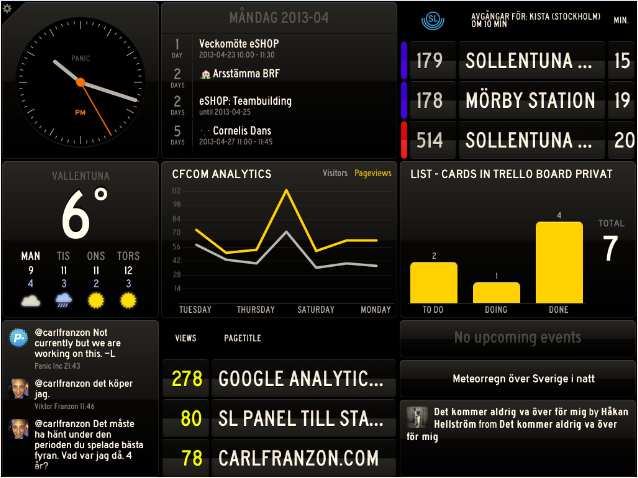 PANIC
PM
MÅNDAG 2013-04
1 DAY
Veckomöte eSHOP
2013-04-23 10:00 - 11:30
2 DAYS
Årsstämma BRF
2 DAYS
eSHOP: Teambuilding
until 2013-04-25
5 DAYS
Cornelis Dans
2013-04-27 11:00 - 11:45
SL
AVGÅNGAR FÖR: KISTA (STOCKHOLM)
OM 10 MIN
MIN.
179 SOLLENTUNA ... 15
178 MÖRBY STATION 19
514 SOLLENTUNA ... 20
VALLENTUNA
6°
MAN TIS ONS TORS
9 11 11 12
4 3 2 3
CFCOM ANALYTICS
Visitors Pageviews
112
98
84
70
56
42
28
14
TUESDAY THURSDAY SATURDAY MONDAY
LIST - CARDS IN TRELLO BOARD PRIVAT
2
1
4
TO DO DOING DONE
TOTAL
7
@carlfranzon Not
currently but we are
working on this. —L
Panic Inc 21:43
@carlfranzon det köper
jag.
Viktor Franzon 11:46
@carlfranzon Det måste
ha hänt under den
perioden du spelade bästa
fyran. Vad var jag då. 4
år?
VIEWS PAGETITLE
278 GOOGLE ANALYTIC...
80 SL PANEL TILL STA...
78 CARLFRANZON.COM
No upcoming events
Meteorregn över Sverige i natt
Det kommer aldrig va över för mig by Håkan
Hellström from Det kommer aldrig va över
för mig